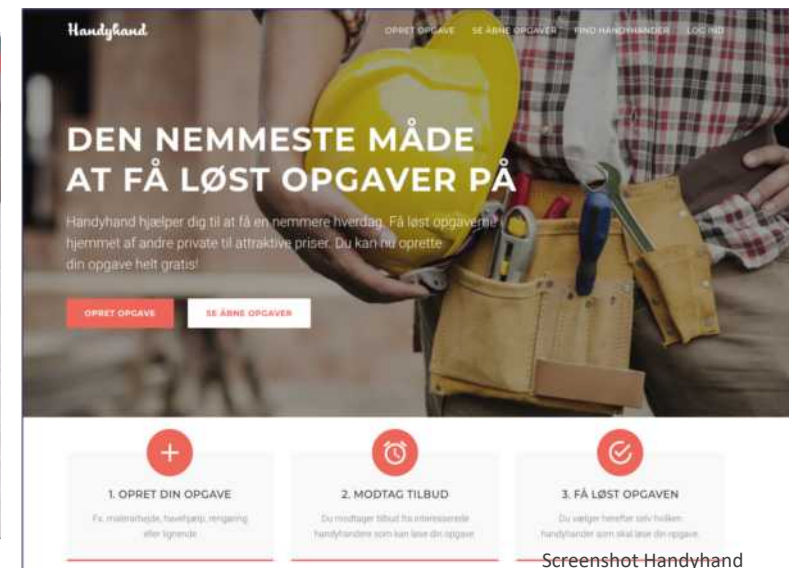 Handyhand
OPRET OPGAVE SE ÅBNE OPGAVER FIND HANDYHANDER LOG IND
DEN NEMMESTE MÅDE
AT FÅ LØST OPGAVER PÅ
Handyhand hjælper dig til at få en nemmere hverdag. Få løst opgaverne i
hjemmet af andre private til attraktive priser. Du kan nu oprette
din opgave helt gratis!
OPRET OPGAVE SE ÅBNE OPGAVER
1. OPRET DIN OPGAVE
Fx. malerarbejde, havehjælp, rengøring
eller lignende
2. MODTAG TILBUD
Du modtager tilbud fra interesserede
handyhandere som kan løse din opgave
3. FÅ LØST OPGAVEN
Du vælger herefter selv hvilken
handyhander som skal løse din opgave
Screenshot Handyhand